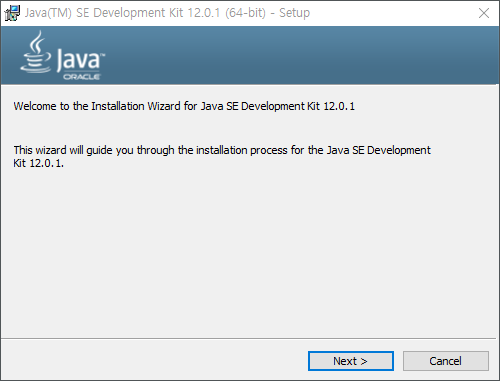 Java(TM) SE Development Kit 12.0.1 (64-bit) - Setup
Java™
ORACLE
Welcome to the Installation Wizard for Java SE Development Kit 12.0.1
This wizard will guide you through the installation process for the Java SE Development
Kit 12.0.1.
Next >
Cancel